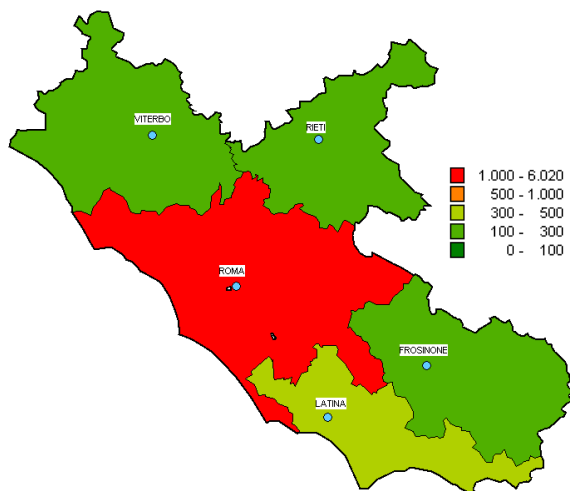 VITERBO
RIETI
1.000 - 6.020
500 - 1.000
300 - 500
100 - 300
0 - 100
ROMA
FROSINONE
LATINA